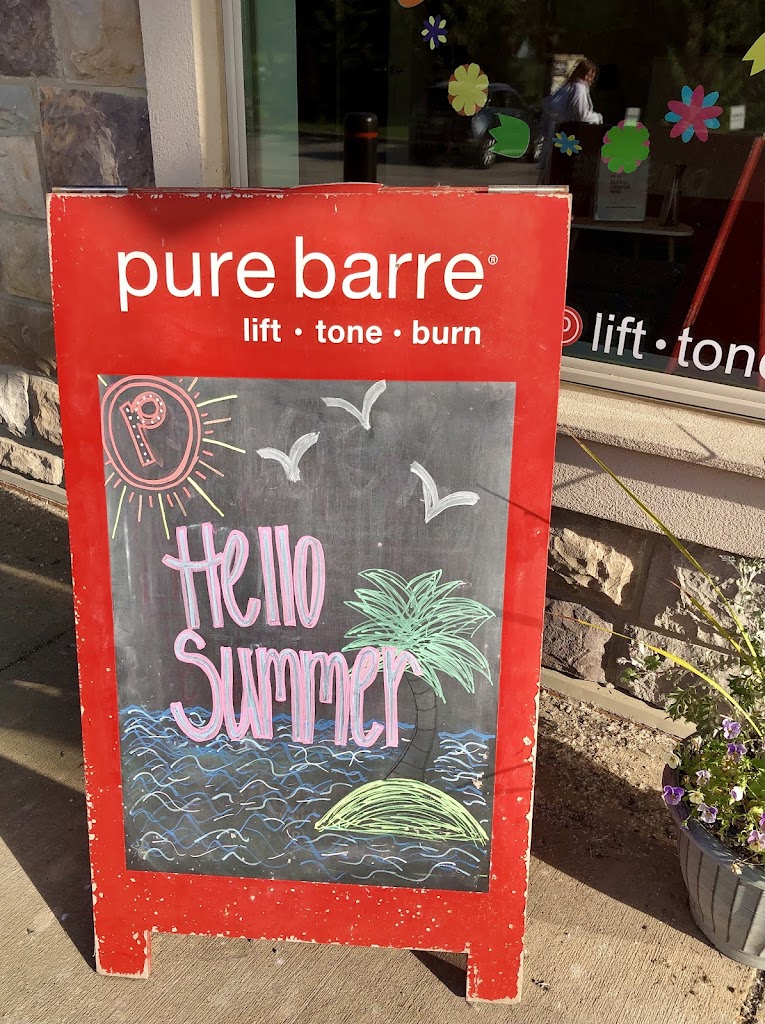 pure barre®
lift • tone • burn
p
Hello
Summer
p lift • tone